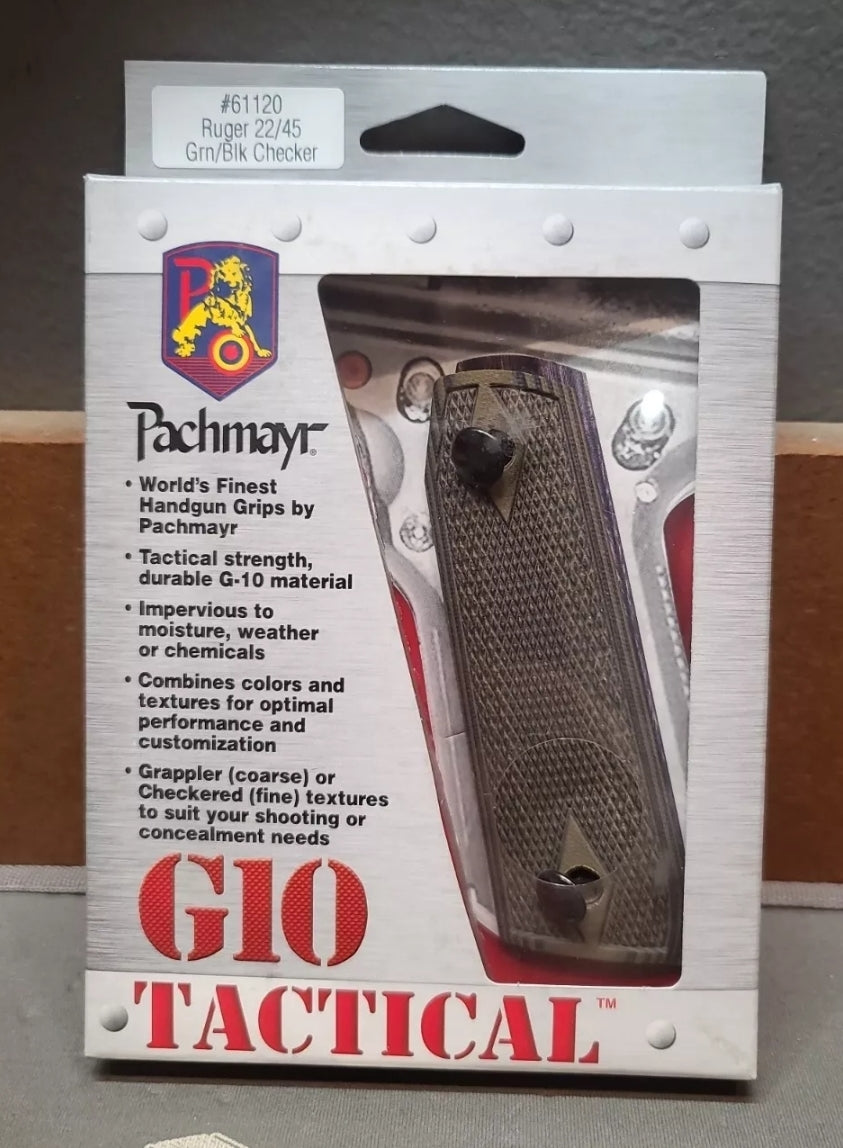 #61120
Ruger 22/45
Grn/Blk Checker
P
Pachmayr®
• World's Finest
Handgun Grips by
Pachmayr
• Tactical strength,
durable G-10 material
• Impervious to
moisture, weather
or chemicals
• Combines colors and
textures for optimal
performance and
customization
• Grappler (coarse) or
Checkered (fine) textures
to suit your shooting or
concealment needs
G10
TACTICAL™